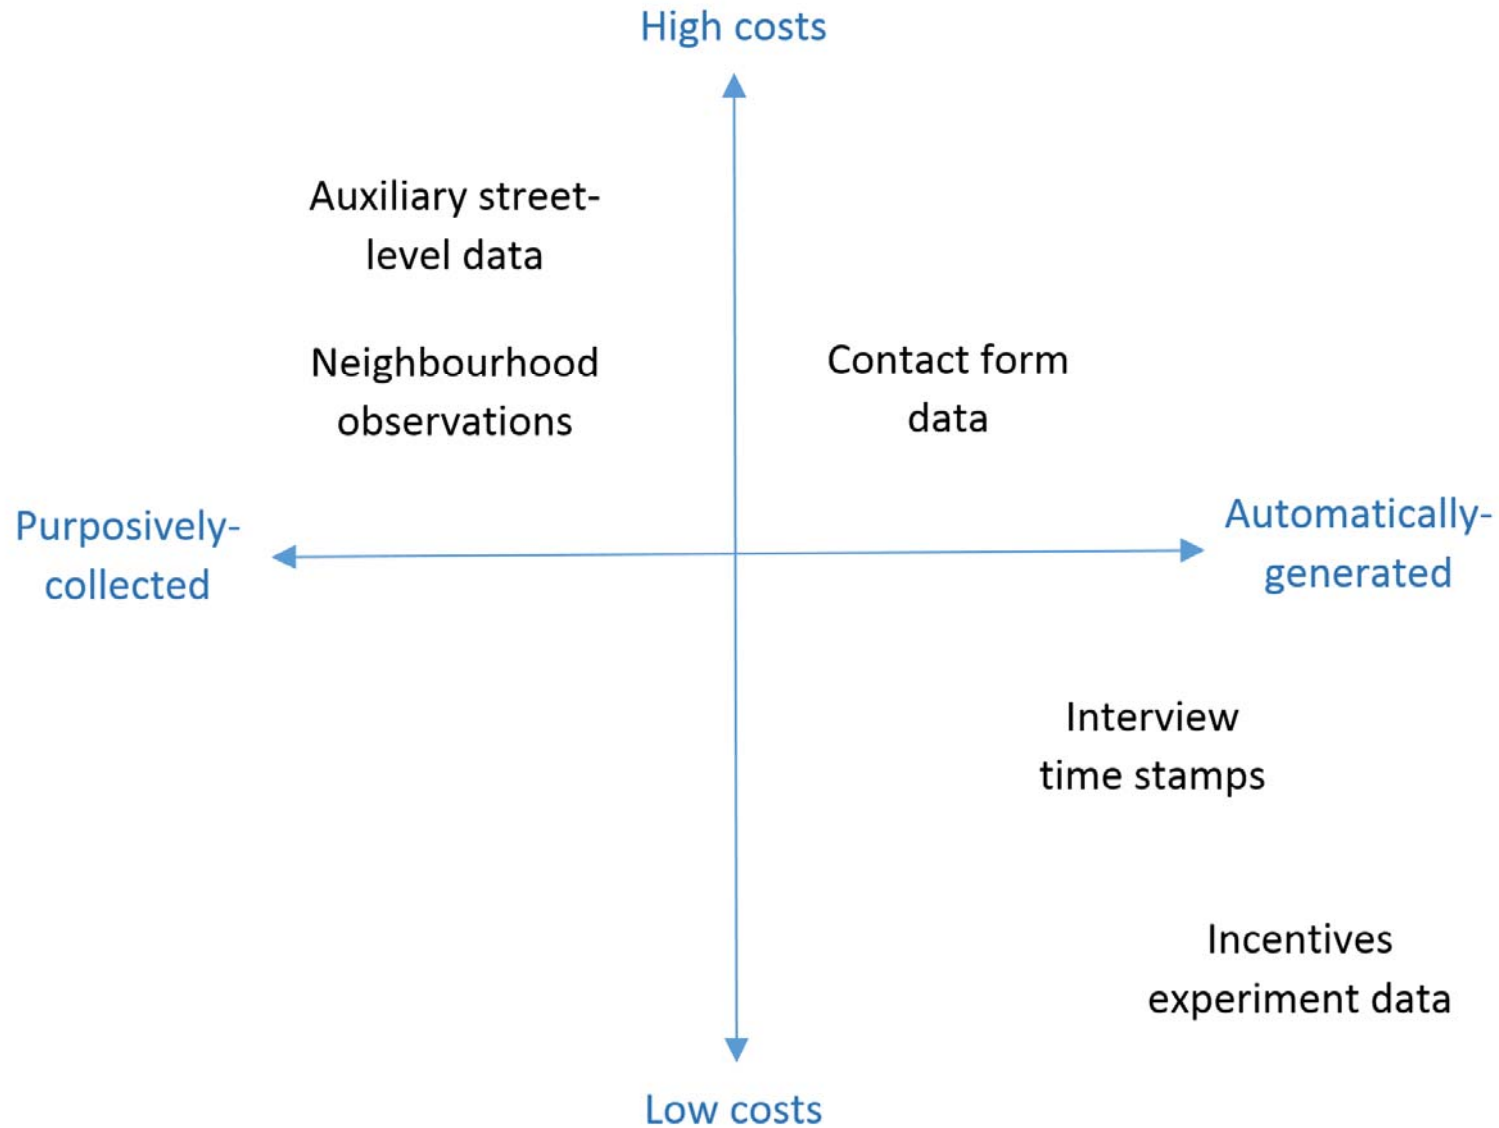 High costs
Auxiliary street-
level data
Neighbourhood
observations
Contact form
data
Purposively-
collected
Automatically-
generated
Interview
time stamps
Incentives
experiment data
Low costs